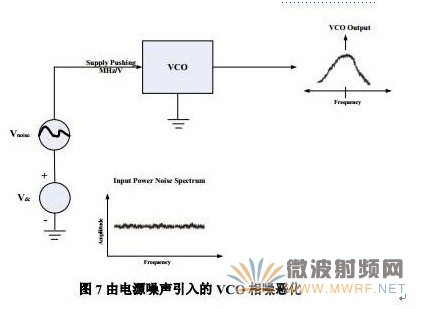 VCO Output
Supply Pushing
MHz/V
VCO
Frequency
Vnoise
+
Vdc
-
Input Power Noise Spectrum
Amplitude
Frequency
微波射频网
WWW.MWRF.NET
图 7 由电源噪声引入的 VCO 相噪恶化